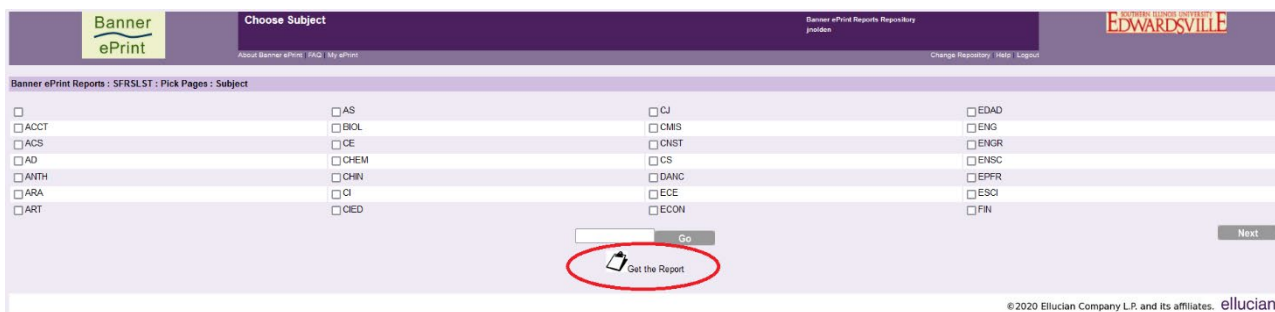 Banner
ePrint
Choose Subject
About Banner ePrint | FAQ | My ePrint
Banner ePrint Reports Repository
jnolden
Change Repository | Help | Logout
SOUTHERN ILLINOIS UNIVERSITY
EDWARDSVILLE
Banner ePrint Reports : SFRSLST : Pick Pages : Subject
AS CJ EDAD
ACCT BIOL CMIS ENG
ACS CE CNST ENGR
AD CHEM CS ENSC
ANTH CHIN DANC EPFR
ARA CI ECE ESCI
ART CIED ECON FIN
Go
Next
Get the Report
©2020 Ellucian Company L.P. and its affiliates. ellucian